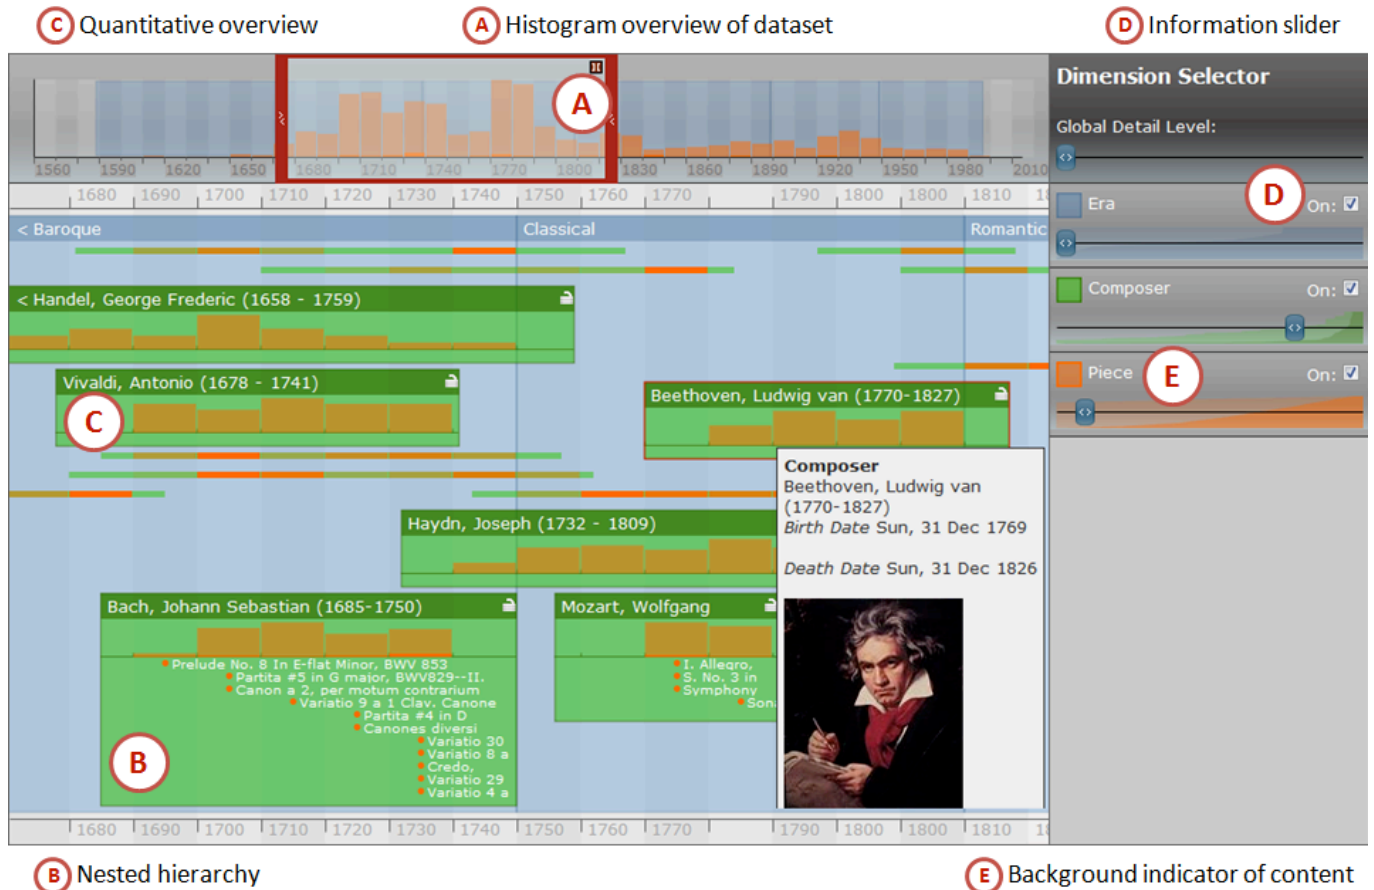 C Quantitative overview
A Histogram overview of dataset
D Information slider
A
1560 1590 1620 1650 1680 1710 1740 1770 1800 1830 1860 1890 1920 1950 1980 2010
Dimension Selector
Global Detail Level:
1680 1690 1700 1710 1720 1730 1740 1750 1760 1770 1790 1800 1800 1810
D
Era On:
Composer On:
Piece E On:
< Baroque Classical Romantic
< Handel, George Frederic (1658 - 1759)
Vivaldi, Antonio (1678 - 1741)
C
Beethoven, Ludwig van (1770-1827)
Composer
Beethoven, Ludwig van
(1770-1827)
Birth Date Sun, 31 Dec 1769
Death Date Sun, 31 Dec 1826
Haydn, Joseph (1732 - 1809)
Bach, Johann Sebastian (1685-1750)
Prelude No. 8 In E-flat Minor, BWV 853
Partita #5 in G major, BWV829--II.
Canon a 2, per motum contrarium
Variatio 9 a 1 Clav. Canone
Partita #4 in D
Canones diversi
Variatio 30
Variatio 8 a
Credo,
Variatio 29
Variatio 4 a
B
Mozart, Wolfgang
I. Allegro,
S. No. 3 in
Symphony
Son
1680 1690 1700 1710 1720 1730 1740 1750 1760 1770 1790 1800 1800 1810
B Nested hierarchy
E Background indicator of content